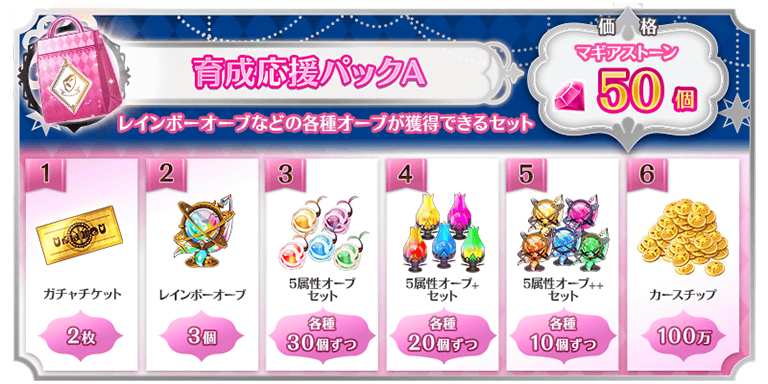 育成応援パックA
価格
マギアストーン
50個
レインボーオーブなどの各種オーブが獲得できるセット
1
ガチャチケット
2枚
2
レインボーオーブ
3個
3
5属性オーブ
セット
各種
30個ずつ
4
5属性オーブ+
セット
各種
20個ずつ
5
5属性オーブ++
セット
各種
10個ずつ
6
カースチップ
100万